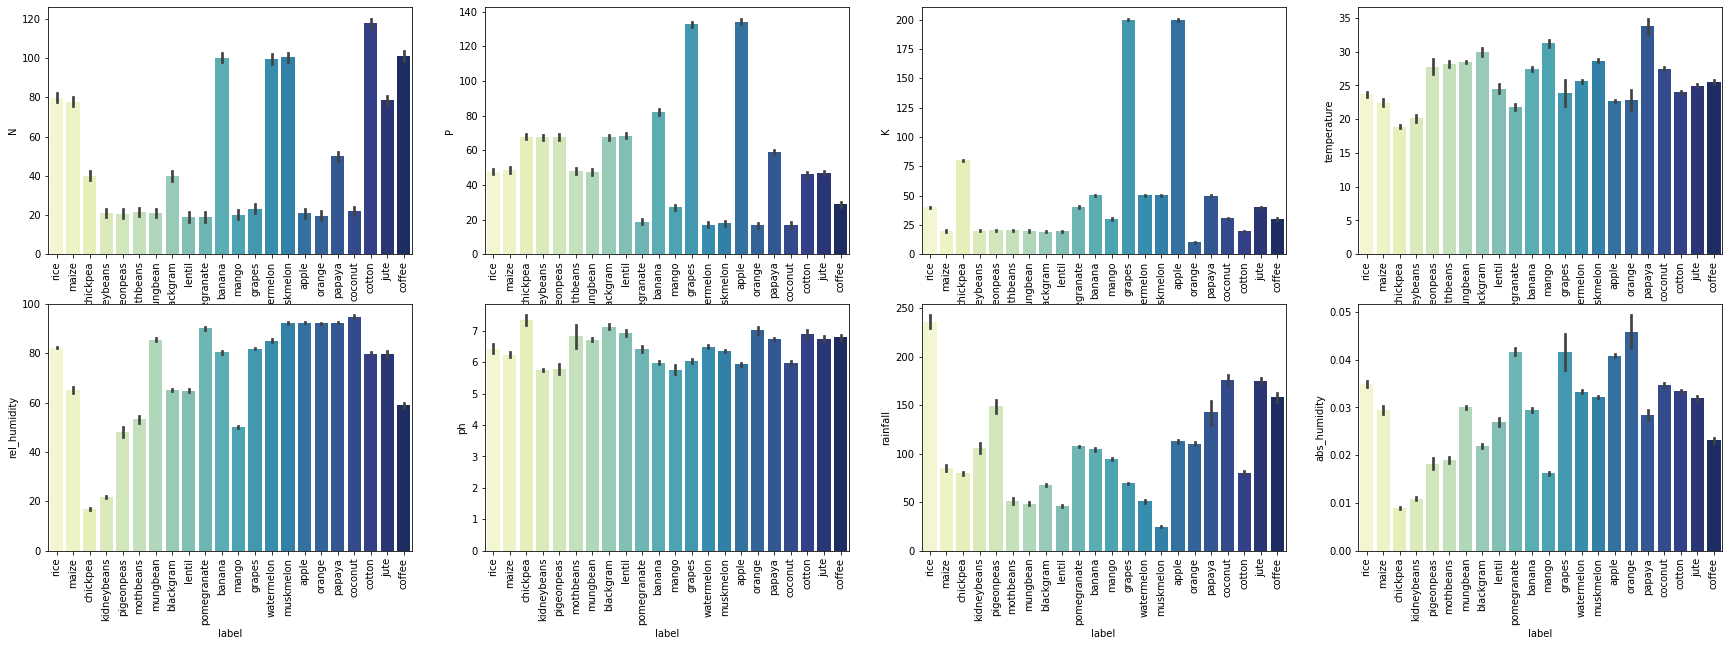 N
120
100
80
60
40
20
0
rice
maize
chickpea
eybeans
eonpeas
thbeans
ungbean
ackgram
lentil
egranate
banana
mango
grapes
ermelon
skmelon
apple
orange
papaya
coconut
cotton
jute
coffee
P
140
120
100
80
60
40
20
0
rice
maize
chickpea
eybeans
eonpeas
thbeans
ungbean
ackgram
lentil
egranate
banana
mango
grapes
ermelon
skmelon
apple
orange
papaya
coconut
cotton
jute
coffee
K
200
175
150
125
100
75
50
25
0
rice
maize
chickpea
eybeans
eonpeas
thbeans
ungbean
ackgram
lentil
egranate
banana
mango
grapes
ermelon
skmelon
apple
orange
papaya
coconut
cotton
jute
coffee
temperature
35
30
25
20
15
10
5
0
rice
maize
chickpea
eybeans
eonpeas
thbeans
ungbean
ackgram
lentil
egranate
banana
mango
grapes
ermelon
skmelon
apple
orange
papaya
coconut
cotton
jute
coffee
rel_humidity
100
80
60
40
20
0
rice
maize
chickpea
kidneybeans
pigeonpeas
mothbeans
mungbean
blackgram
lentil
pomegranate
banana
mango
grapes
watermelon
muskmelon
apple
orange
papaya
coconut
cotton
jute
coffee
label
ph
7
6
5
4
3
2
1
0
rice
maize
chickpea
kidneybeans
pigeonpeas
mothbeans
mungbean
blackgram
lentil
pomegranate
banana
mango
grapes
watermelon
muskmelon
apple
orange
papaya
coconut
cotton
jute
coffee
label
rainfall
250
200
150
100
50
0
rice
maize
chickpea
kidneybeans
pigeonpeas
mothbeans
mungbean
blackgram
lentil
pomegranate
banana
mango
grapes
watermelon
muskmelon
apple
orange
papaya
coconut
cotton
jute
coffee
label
abs_humidity
0.05
0.04
0.03
0.02
0.01
0.00
rice
maize
chickpea
kidneybeans
pigeonpeas
mothbeans
mungbean
blackgram
lentil
pomegranate
banana
mango
grapes
watermelon
muskmelon
apple
orange
papaya
coconut
cotton
jute
coffee
label